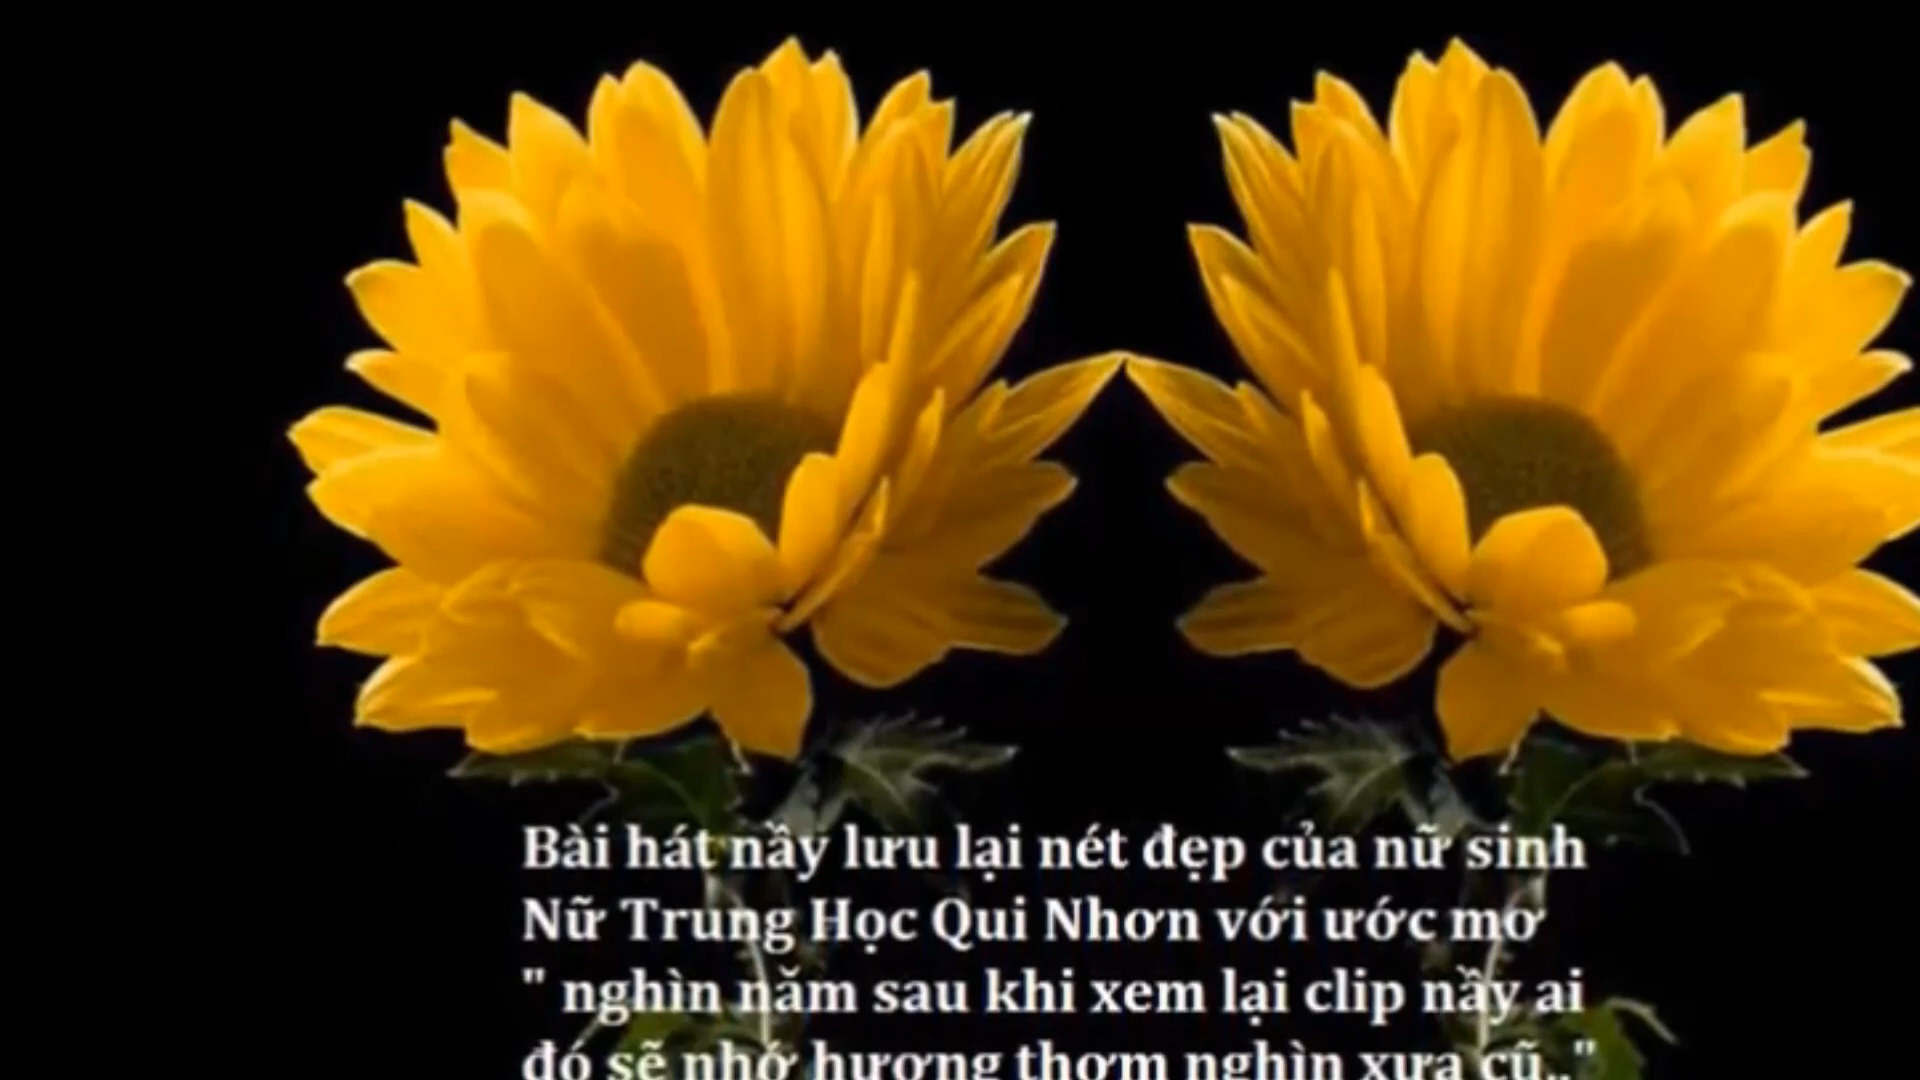 Bài hát nầy lưu lại nét đẹp của nữ sinh
Nữ Trung Học Qui Nhơn với ước mơ
" nghìn năm sau khi xem lại clip nầy ai
đó sẽ nhớ hương thơm nghìn xưa cũ.."